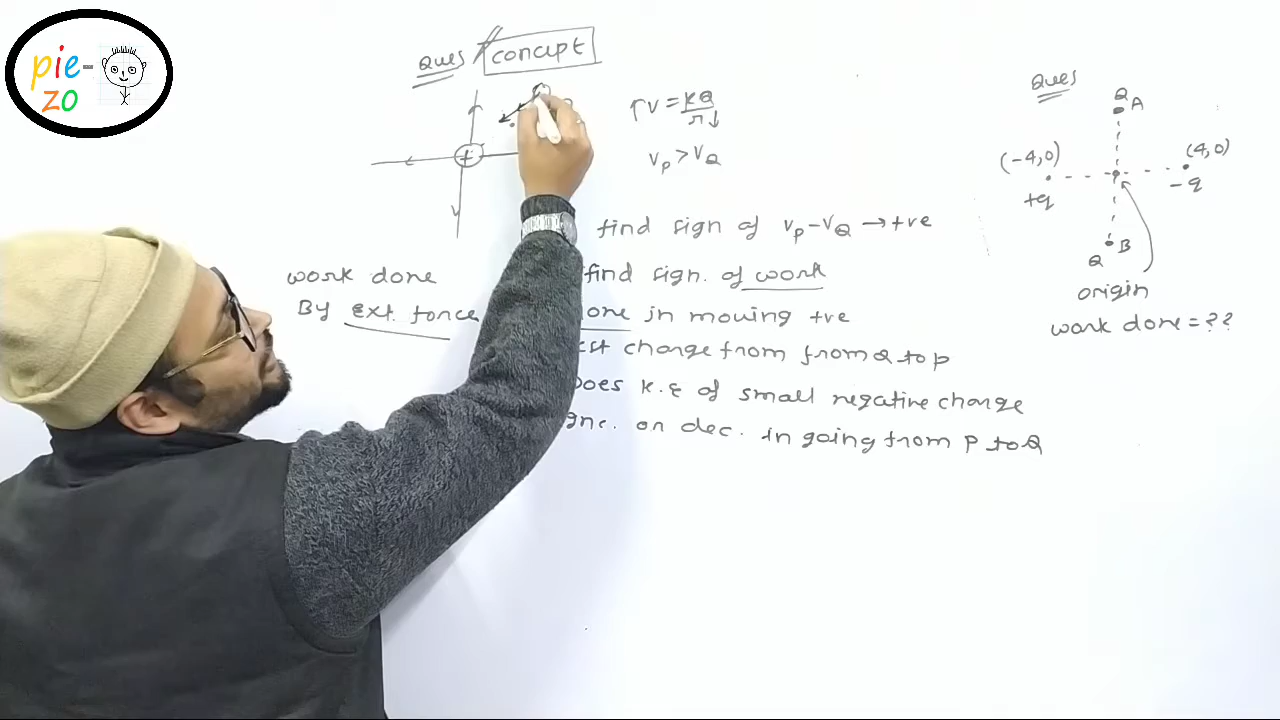 pie-
zo
Ques
concept
+
↑V = kQ/r↓
Vp > VQ
find sign of Vp - VQ → +ve
find sign. of work
one in moving +ve
est charge from from Q to p
Does k.ε of small negative charge
inc. or dec. in going from P to Q
work done
By ext. force
Ques
Q A
(-4,0)
(4,0)
+q
-q
Q B
origin
work done = ??